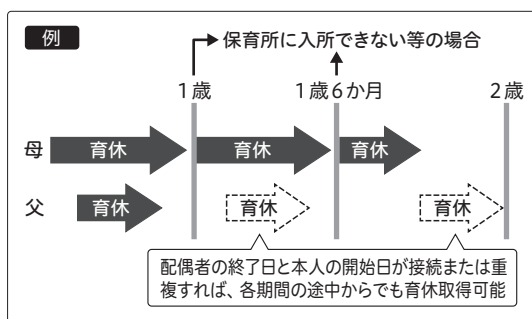 例
保育所に入所できない等の場合
1歳
1歳6か月
2歳
母
育休
育休
育休
父
育休
育休
育休
配偶者の終了日と本人の開始日が接続または重
複すれば、各期間の途中からでも育休取得可能